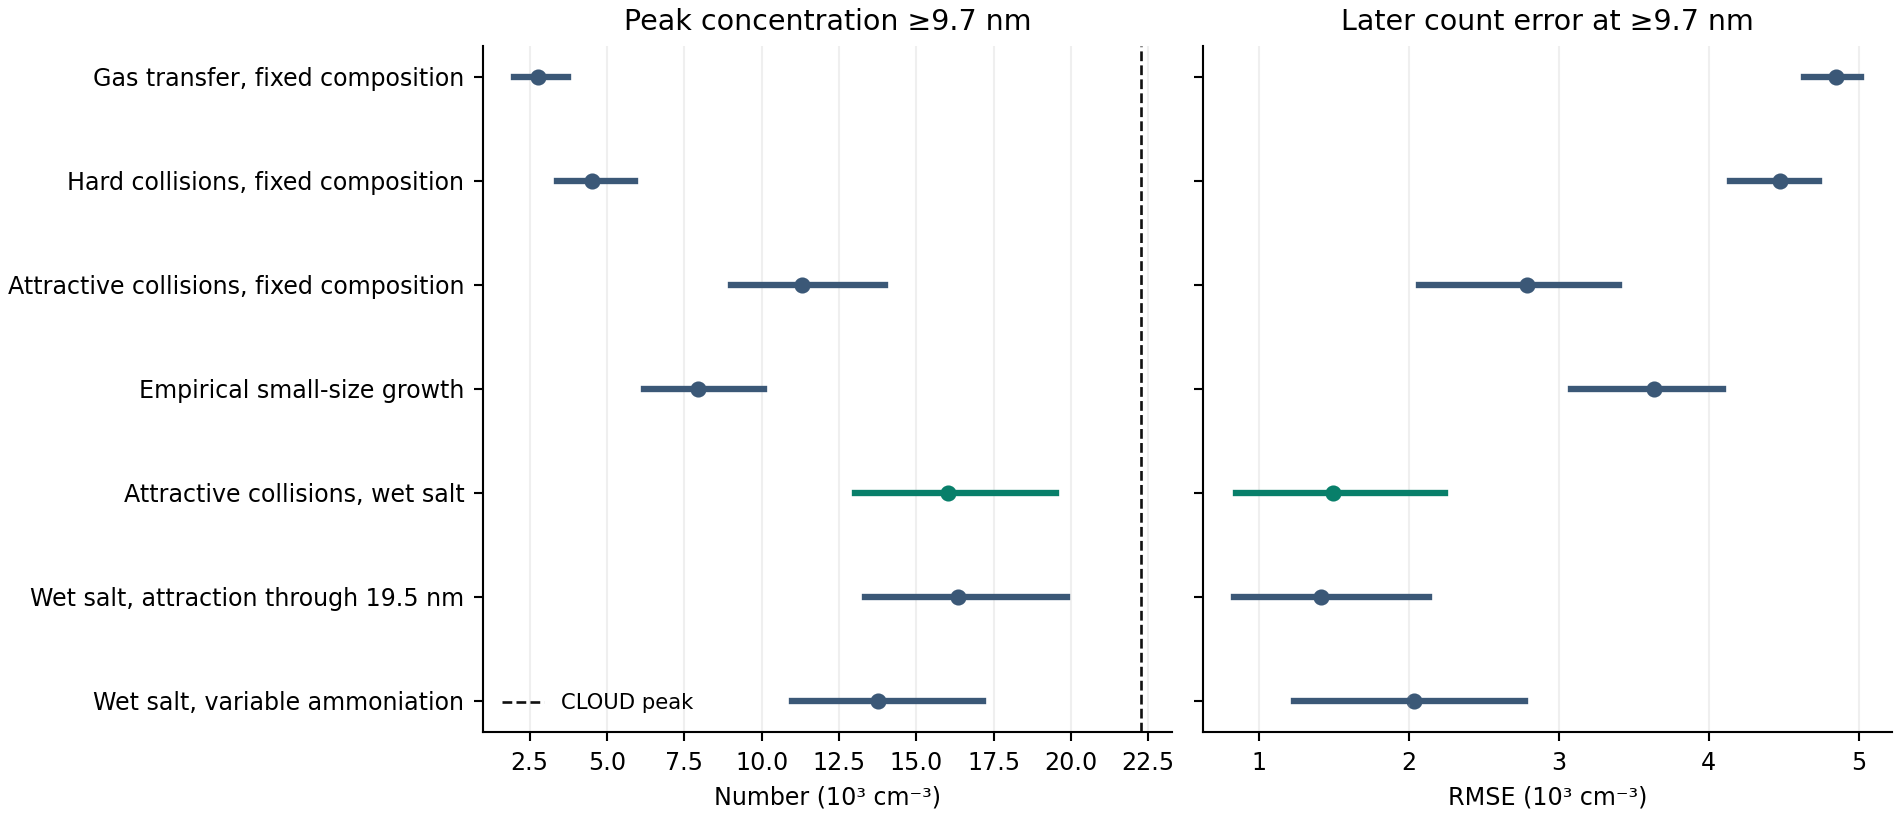 Peak concentration ≥9.7 nm
Later count error at ≥9.7 nm
Gas transfer, fixed composition
Hard collisions, fixed composition
Attractive collisions, fixed composition
Empirical small-size growth
Attractive collisions, wet salt
Wet salt, attraction through 19.5 nm
Wet salt, variable ammoniation
CLOUD peak
2.5 5.0 7.5 10.0 12.5 15.0 17.5 20.0 22.5
1 2 3 4 5
Number (10³ cm⁻³)
RMSE (10³ cm⁻³)